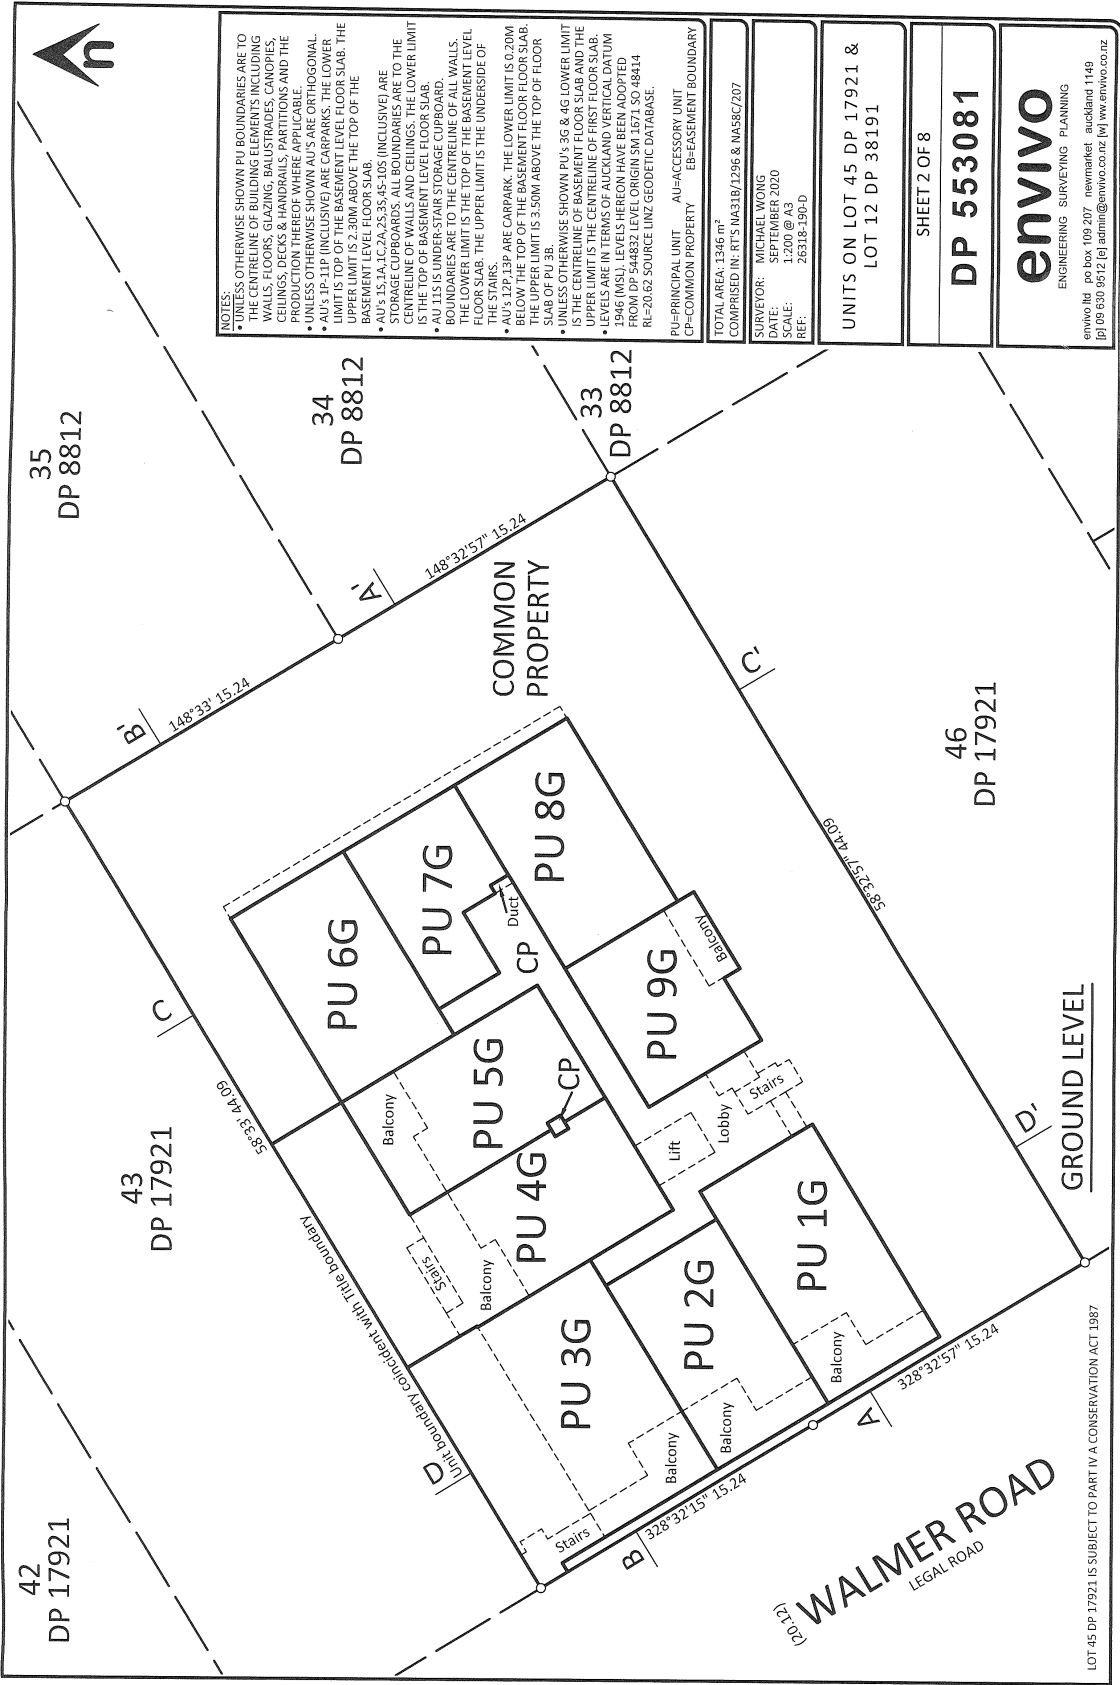 n
35
DP 8812
34
DP 8812
33
DP 8812
B'
148°33' 15.24
A'
148°32'57" 15.24
COMMON
PROPERTY
C
C'
43
DP 17921
58°33' 44.09
PU 6G
PU 7G
Duct
CP
PU 8G
PU 5G
Balcony
CP
PU 9G
Balcony
58°32'57" 44.09
46
DP 17921
Unit boundary coincident with Title boundary
PU 4G
Stairs
Balcony
Lift
Lobby
Stairs
PU 3G
Balcony
PU 2G
Balcony
PU 1G
Balcony
D
D'
GROUND LEVEL
42
DP 17921
Stairs
B
328°32'15" 15.24
A
328°32'57" 15.24
(20.12)
WALMER ROAD
LEGAL ROAD
LOT 45 DP 17921 IS SUBJECT TO PART IV A CONSERVATION ACT 1987
NOTES:
• UNLESS OTHERWISE SHOWN PU BOUNDARIES ARE TO
THE CENTRELINE OF BUILDING ELEMENTS INCLUDING
WALLS, FLOORS, GLAZING, BALUSTRADES, CANOPIES,
CEILINGS, DECKS & HANDRAILS, PARTITIONS AND THE
PRODUCTION THEREOF WHERE APPLICABLE.
• UNLESS OTHERWISE SHOWN AU'S ARE ORTHOGONAL.
• AU's 1P-11P (INCLUSIVE) ARE CARPARKS. THE LOWER
LIMIT IS TOP OF THE BASEMENT LEVEL FLOOR SLAB. THE
UPPER LIMIT IS 2.30M ABOVE THE TOP OF THE
BASEMENT LEVEL FLOOR SLAB.
• AU's 1S,1A,1C,2A,2S,3S,4S-10S (INCLUSIVE) ARE
STORAGE CUPBOARDS. ALL BOUNDARIES ARE TO THE
CENTRELINE OF WALLS AND CEILINGS. THE LOWER LIMIT
IS THE TOP OF BASEMENT LEVEL FLOOR SLAB.
• AU 11S IS UNDER-STAIR STORAGE CUPBOARD.
BOUNDARIES ARE TO THE CENTRELINE OF ALL WALLS.
THE LOWER LIMIT IS THE TOP OF THE BASEMENT LEVEL
FLOOR SLAB. THE UPPER LIMIT IS THE UNDERSIDE OF
THE STAIRS.
• AU's 12P,13P ARE CARPARK. THE LOWER LIMIT IS 0.20M
BELOW THE TOP OF THE BASEMENT FLOOR FLOOR SLAB.
THE UPPER LIMIT IS 3.50M ABOVE THE TOP OF FLOOR
SLAB OF PU 3B.
• UNLESS OTHERWISE SHOWN PU's 3G & 4G LOWER LIMIT
IS THE CENTRELINE OF BASEMENT FLOOR SLAB AND THE
UPPER LIMIT IS THE CENTRELINE OF FIRST FLOOR SLAB.
• LEVELS ARE IN TERMS OF AUCKLAND VERTICAL DATUM
1946 (MSL). LEVELS HEREON HAVE BEEN ADOPTED
FROM DP 544832 LEVEL ORIGIN SM 1671 SO 48414
RL=20.62 SOURCE LINZ GEODETIC DATABASE.
PU=PRINCIPAL UNIT AU=ACCESSORY UNIT
CP=COMMON PROPERTY EB=EASEMENT BOUNDARY
TOTAL AREA: 1346 m²
COMPRISED IN: RT'S NA31B/1296 & NA58C/207
SURVEYOR: MICHAEL WONG
DATE: SEPTEMBER 2020
SCALE: 1:200 @ A3
REF: 26318-190-D
UNITS ON LOT 45 DP 17921 &
LOT 12 DP 38191
SHEET 2 OF 8
DP 553081
envivo
ENGINEERING SURVEYING PLANNING
envivo ltd po box 109 207 newmarket auckland 1149
[p] 09 630 9512 [e] admin@envivo.co.nz [w] ww.envivo.co.nz